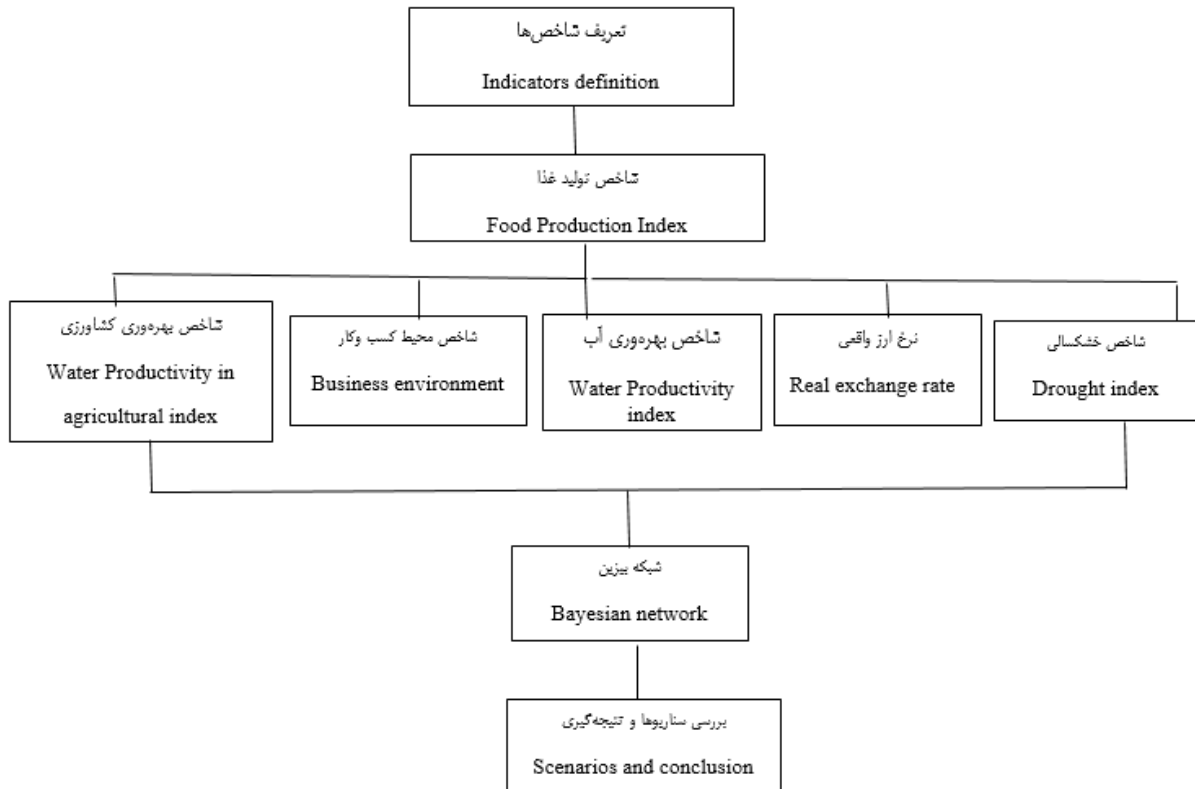 تعریف شاخص‌ها
Indicators definition
شاخص تولید غذا
Food Production Index
شاخص بهره‌وری کشاورزی
Water Productivity in
agricultural index
شاخص محیط کسب وکار
Business environment
شاخص بهره‌وری آب
Water Productivity
index
نرخ ارز واقعی
Real exchange rate
شاخص خشکسالی
Drought index
شبکه بیزین
Bayesian network
بررسی سناریوها و نتیجه‌گیری
Scenarios and conclusion